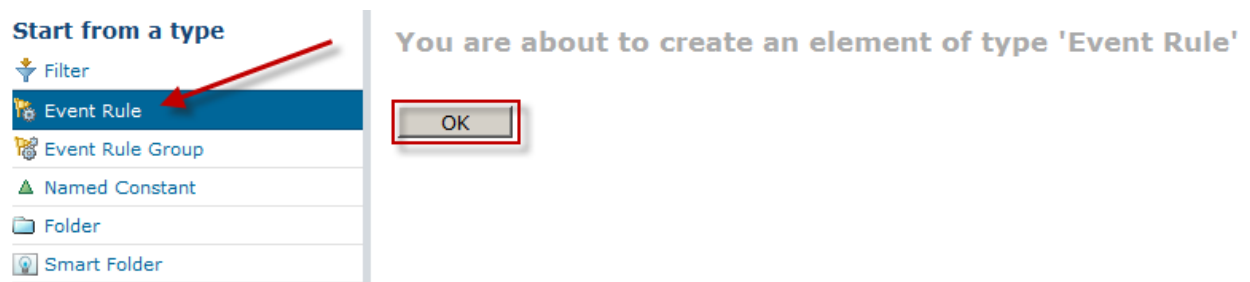 Start from a type
Filter
Event Rule
Event Rule Group
Named Constant
Folder
Smart Folder
You are about to create an element of type 'Event Rule'
OK